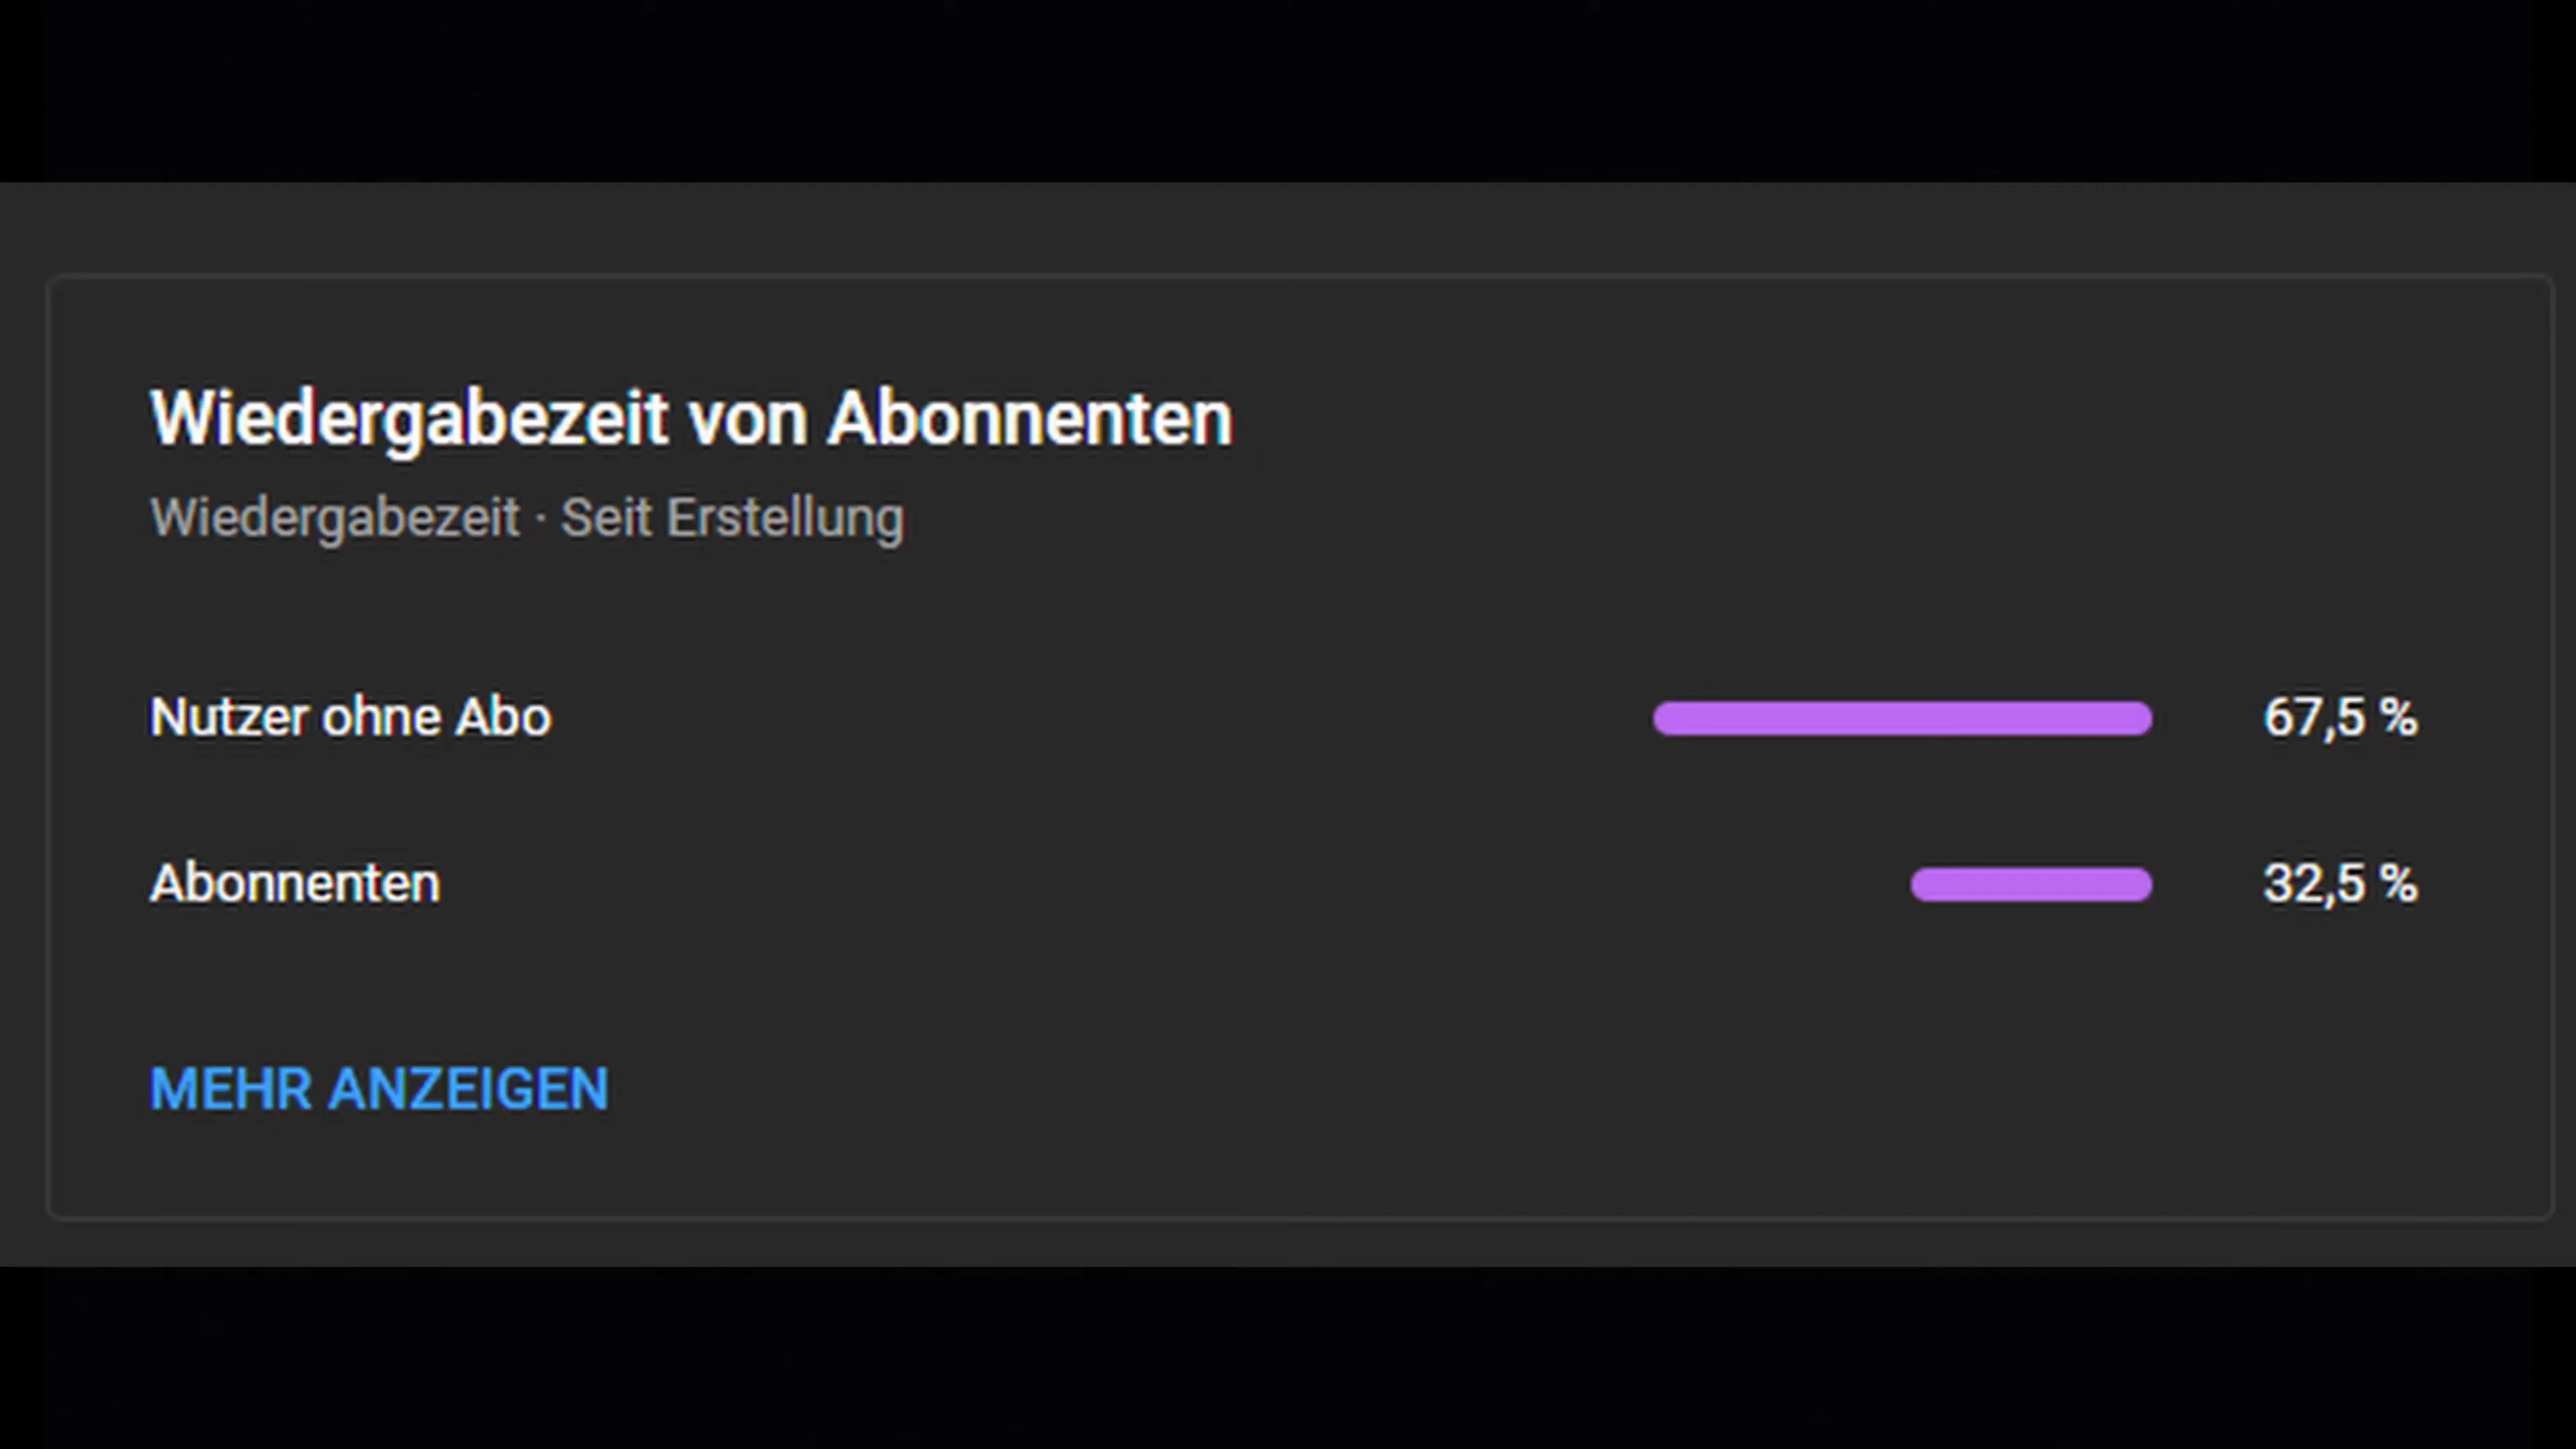 Wiedergabezeit von Abonnenten
Wiedergabezeit · Seit Erstellung
Nutzer ohne Abo 67,5 %
Abonnenten 32,5 %
MEHR ANZEIGEN